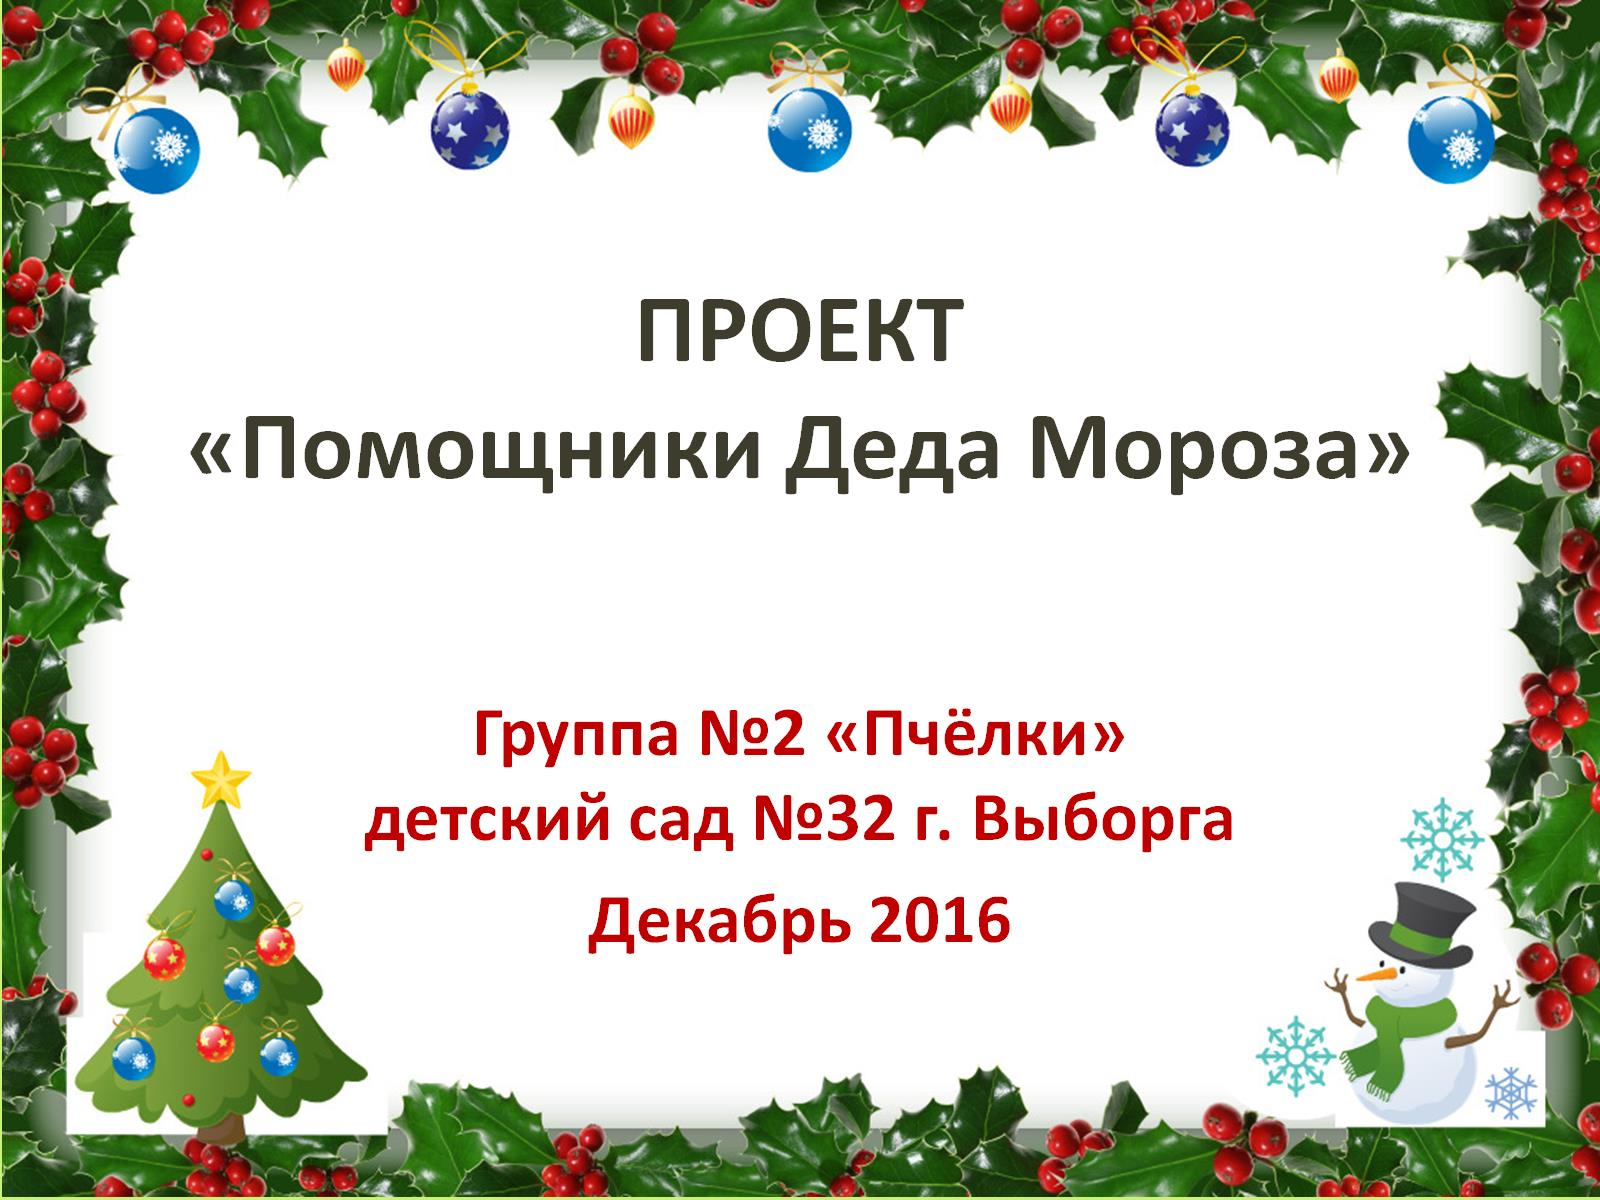 ПРОЕКТ
«Помощники Деда Мороза»
Группа №2 «Пчёлки»
детский сад №32 г. Выборга
Декабрь 2016